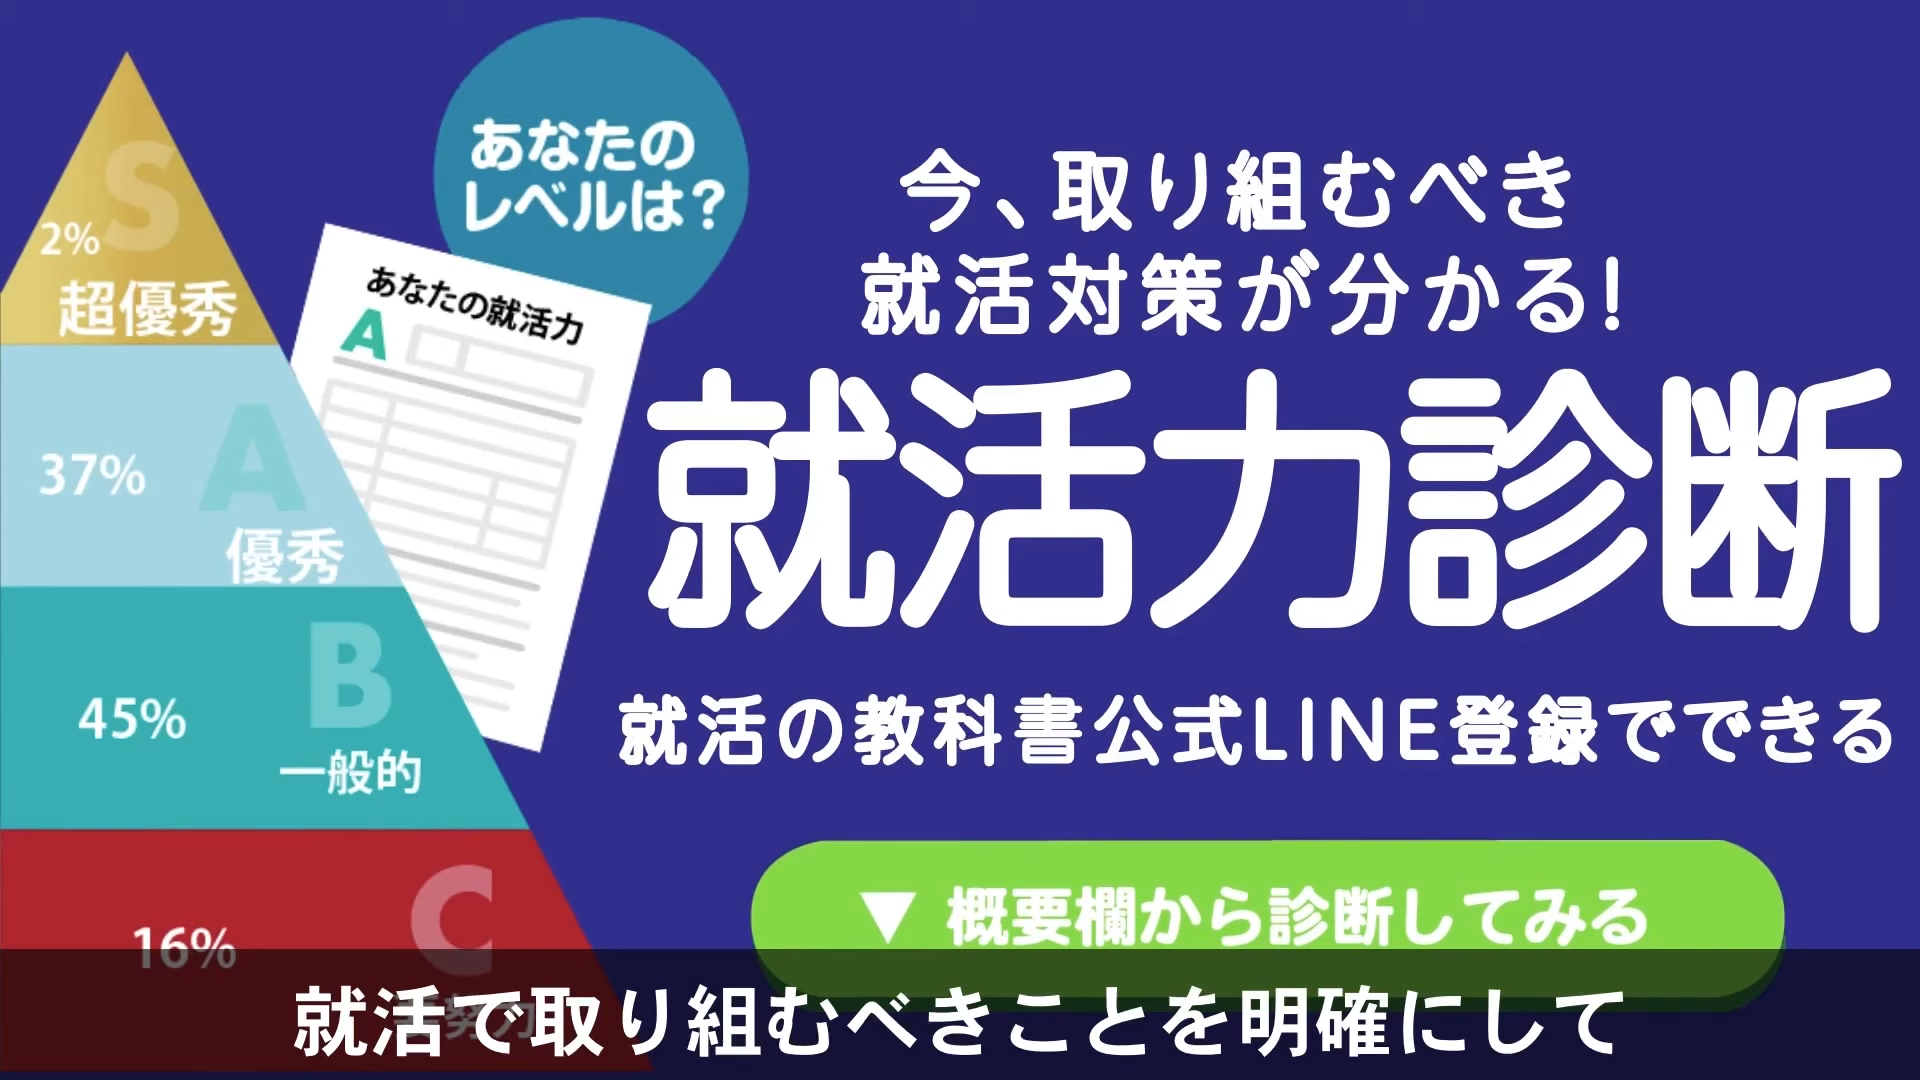 S
2%
超優秀
37%
A
優秀
45%
B
一般的
16%
C
あなたの
レベルは?
あなたの就活力
A
今、取り組むべき
就活対策が分かる!
就活力診断
就活の教科書公式LINE登録でできる
▼ 概要欄から診断してみる
就活で取り組むべきことを明確にして